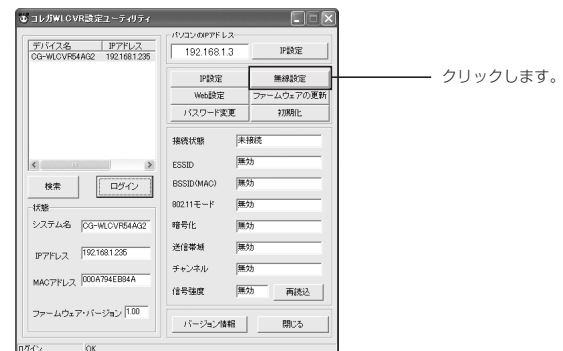 コレガWLCVR設定ユーティリティ
デバイス名 IPアドレス
CG-WLCVR54AG2 192.168.1.235
検索 ログイン
状態
システム名 CG-WLCVR54AG2
IPアドレス 192.168.1.235
MACアドレス 000A794EB84A
ファームウェア・バージョン 1.00
パソコンのIPアドレス
192.168.1.3 IP設定
IP設定 無線設定
Web設定 ファームウェアの更新
パスワード変更 初期化
接続状態 未接続
ESSID 無効
BSSID(MAC) 無効
802.11モード 無効
暗号化 無効
送信帯域 無効
チャンネル 無効
信号強度 無効 再読込
バージョン情報 閉じる
ログイン OK
クリックします。